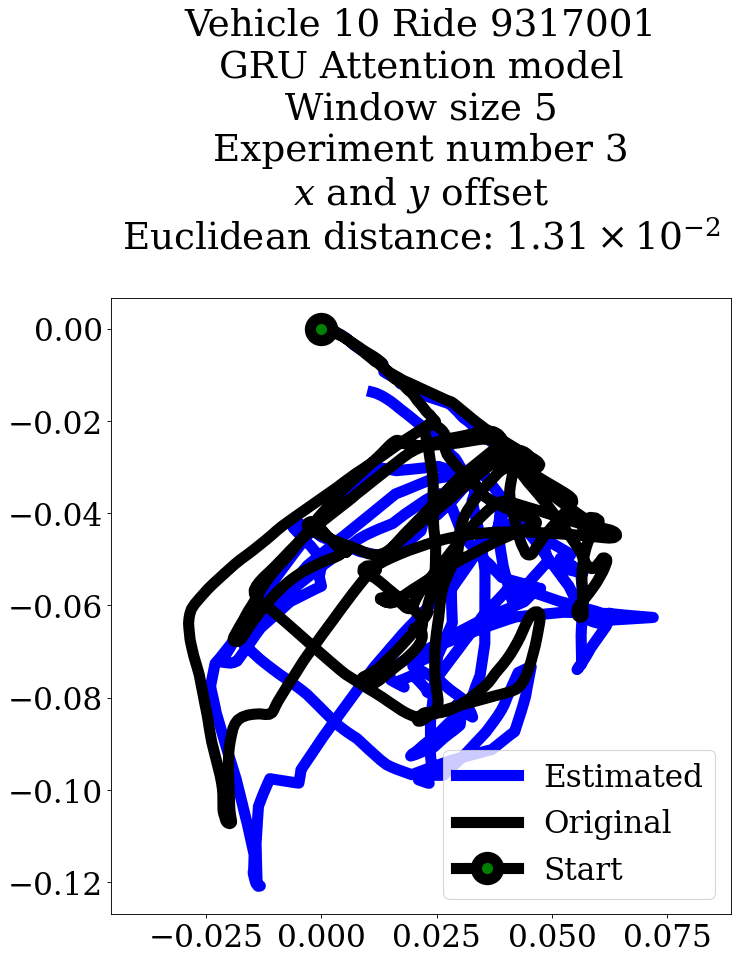 Vehicle 10 Ride 9317001
GRU Attention model
Window size 5
Experiment number 3
x and y offset
Euclidean distance: 1.31 × 10⁻²
0.00
−0.02
−0.04
−0.06
−0.08
−0.10
−0.12
Estimated
Original
Start
−0.025 0.000 0.025 0.050 0.075